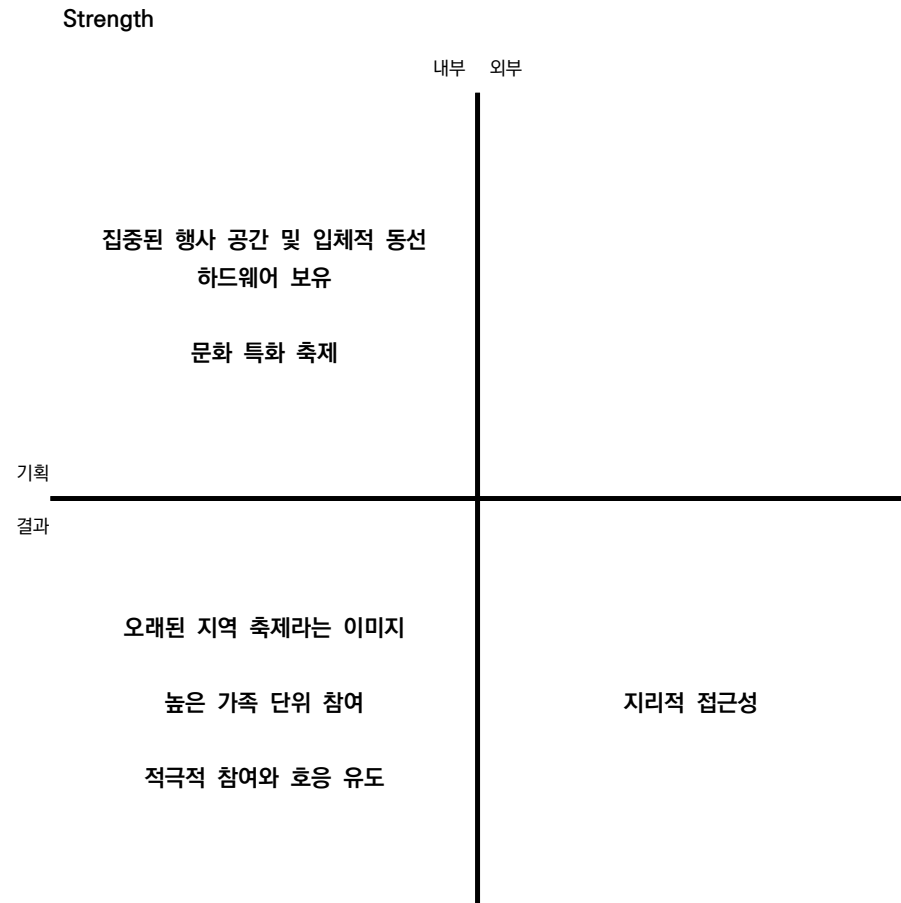 Strength
내부 외부
집중된 행사 공간 및 입체적 동선
하드웨어 보유
문화 특화 축제
기획
결과
오래된 지역 축제라는 이미지
높은 가족 단위 참여
지리적 접근성
적극적 참여와 호응 유도